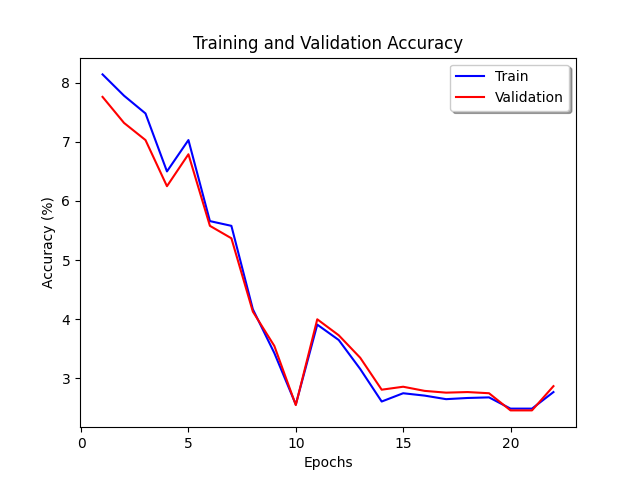 Training and Validation Accuracy
Train
Validation
Accuracy (%)
8
7
6
5
4
3
0
5
10
15
20
Epochs